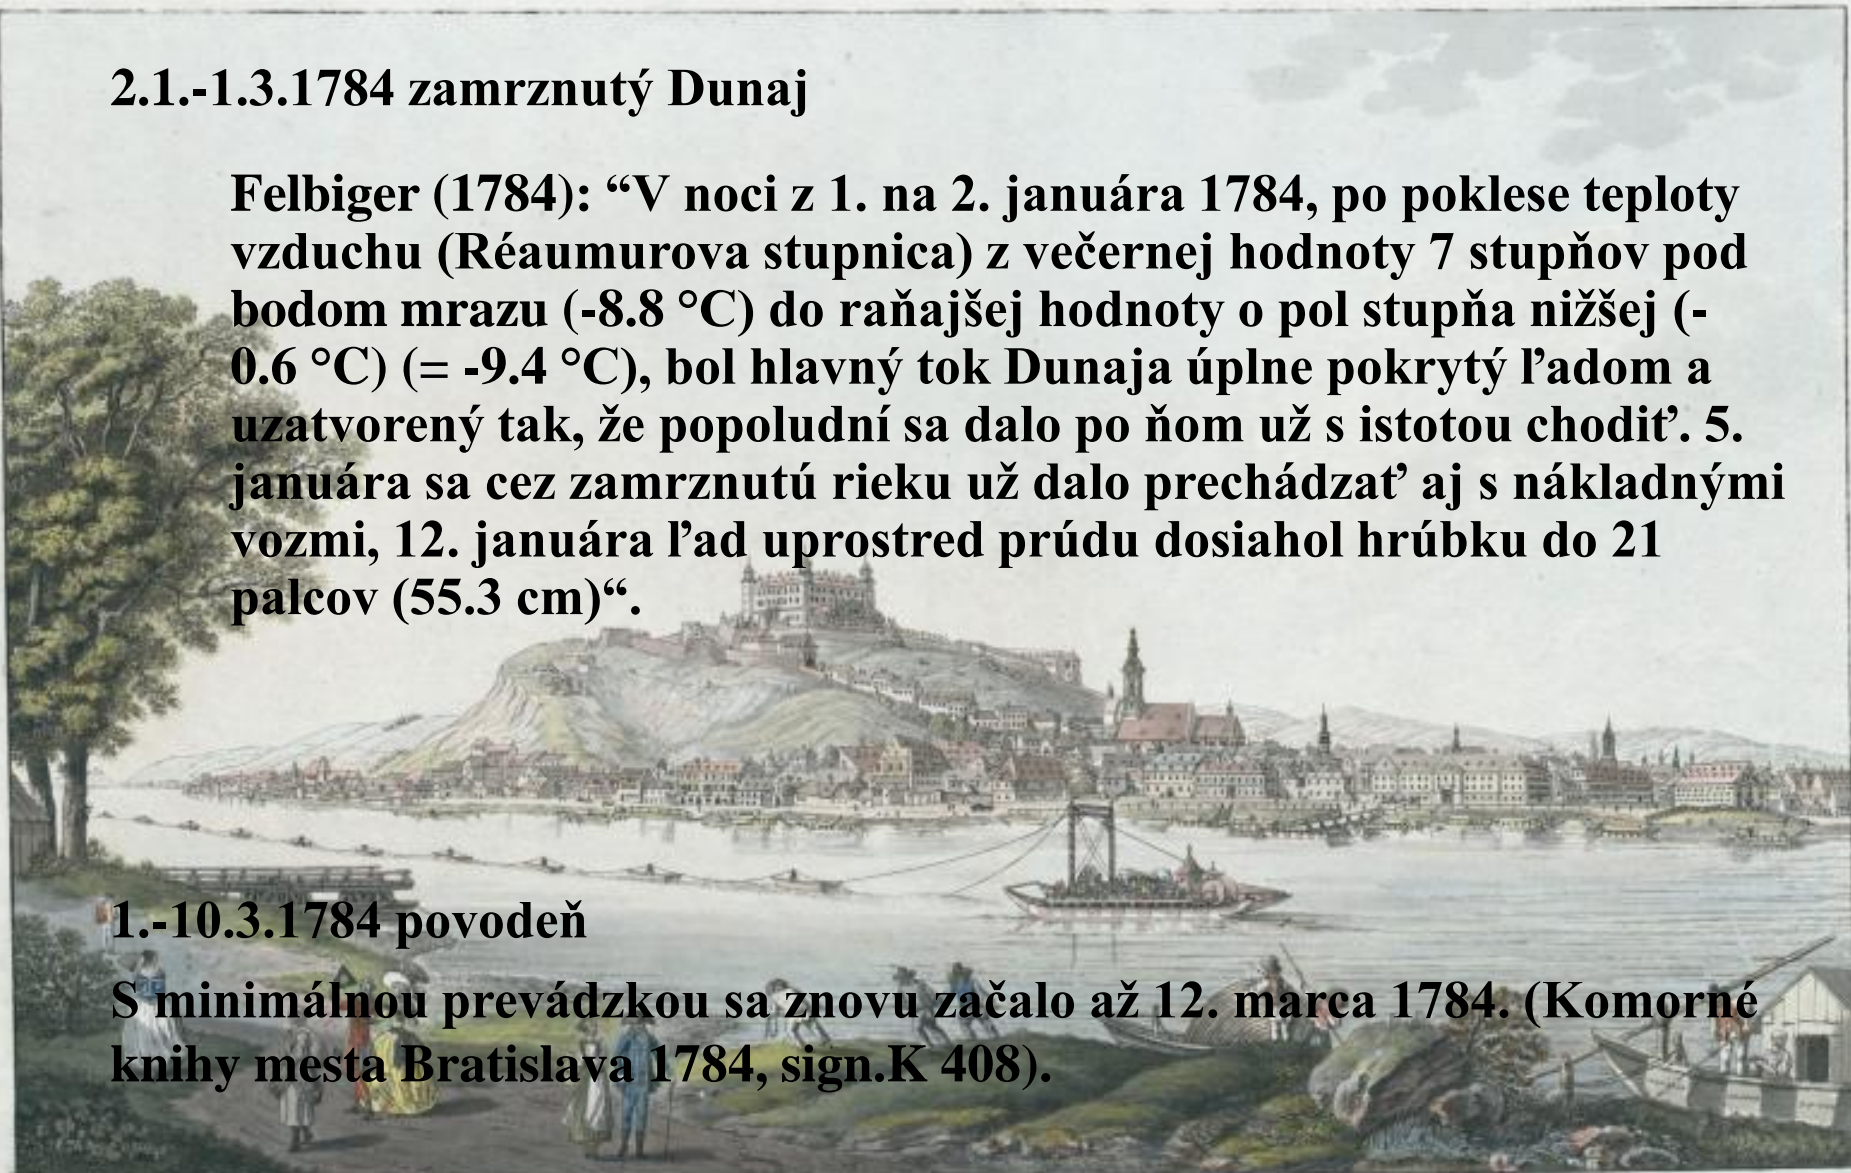 2.1.-1.3.1784 zamrznutý Dunaj
Felbiger (1784): “V noci z 1. na 2. januára 1784, po poklese teploty
vzduchu (Réaumurova stupnica) z večernej hodnoty 7 stupňov pod
bodom mrazu (-8.8 °C) do raňajšej hodnoty o pol stupňa nižšej (-
0.6 °C) (= -9.4 °C), bol hlavný tok Dunaja úplne pokrytý ľadom a
uzatvorený tak, že popoludní sa dalo po ňom už s istotou chodiť. 5.
januára sa cez zamrznutú rieku už dalo prechádzať aj s nákladnými
vozmi, 12. januára ľad uprostred prúdu dosiahol hrúbku do 21
palcov (55.3 cm)“.
1.-10.3.1784 povodeň
S minimálnou prevádzkou sa znovu začalo až 12. marca 1784. (Komorné
knihy mesta Bratislava 1784, sign.K 408).